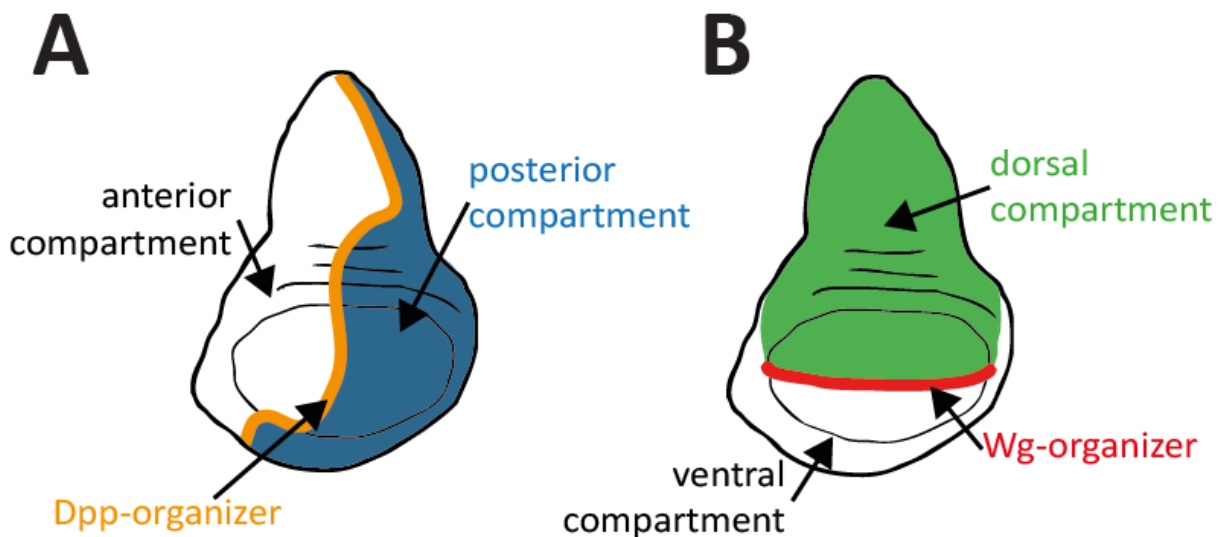 A
anterior
compartment
posterior
compartment
Dpp-organizer
B
dorsal
compartment
Wg-organizer
ventral
compartment